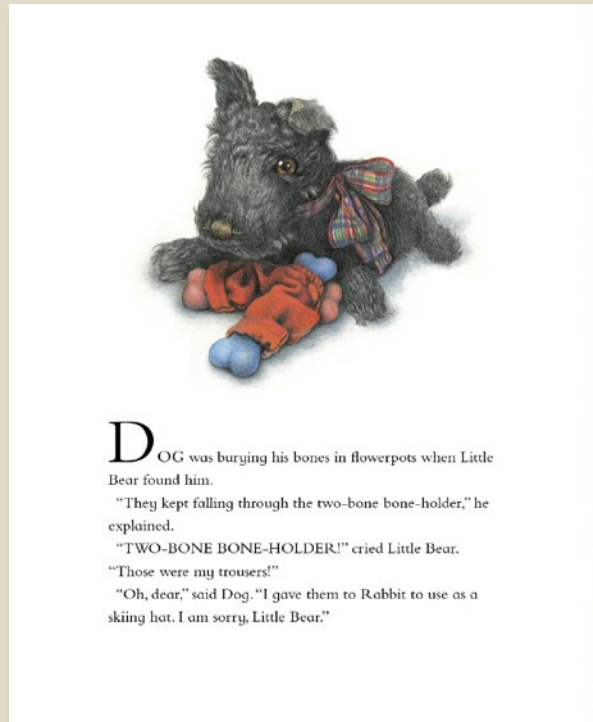 DOG was burying his bones in flowerpots when Little
Bear found him.
“They kept falling through the two-bone bone-holder,” he
explained.
“TWO-BONE BONE-HOLDER!” cried Little Bear.
“Those were my trousers!”
“Oh, dear,” said Dog. “I gave them to Rabbit to use as a
skiing hat. I am sorry, Little Bear.”